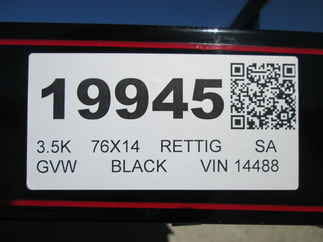 19945
3.5K 76X14 RETTIG SA
GVW BLACK VIN 14488